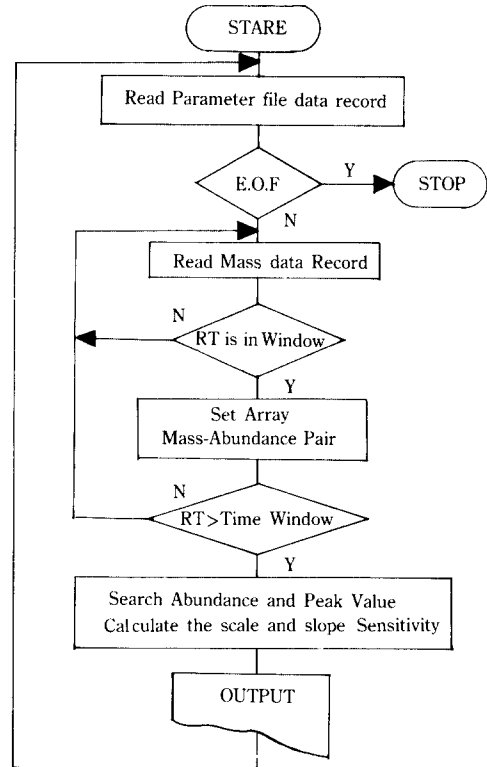 STARE
Read Parameter file data record
E.O.F
Y
STOP
N
Read Mass data Record
N
RT is in Window
Y
Set Array
Mass-Abundance Pair
N
RT>Time Window
Y
Search Abundance and Peak Value
Calculate the scale and slope Sensitivity
OUTPUT